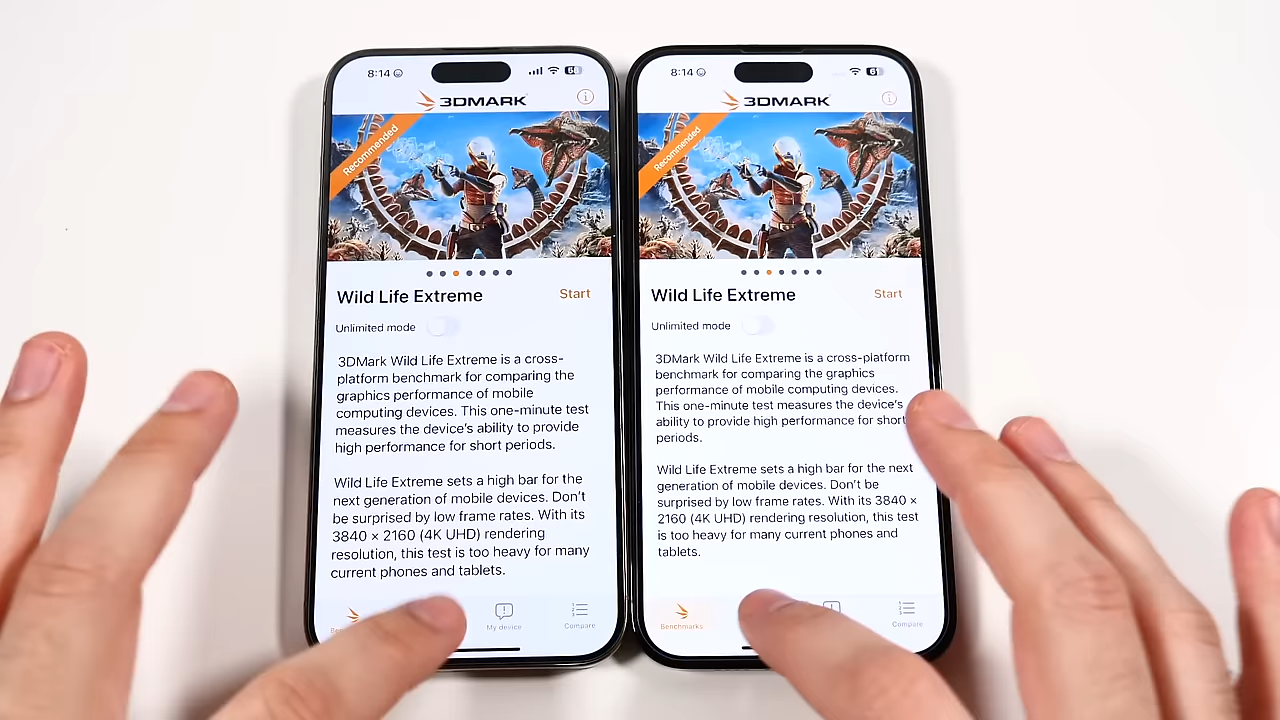 8:14
3DMARK
Recommended
Wild Life Extreme
Start
Unlimited mode
3DMark Wild Life Extreme is a cross-
platform benchmark for comparing the
graphics performance of mobile
computing devices. This one-minute test
measures the device's ability to provide
high performance for short periods.
Wild Life Extreme sets a high bar for the
next generation of mobile devices. Don't
be surprised by low frame rates. With its
3840 × 2160 (4K UHD) rendering
resolution, this test is too heavy for many
current phones and tablets.
My device
Compare
8:14
3DMARK
Recommended
Wild Life Extreme
Start
Unlimited mode
3DMark Wild Life Extreme is a cross-platform
benchmark for comparing the graphics
performance of mobile computing devices.
This one-minute test measures the device's
ability to provide high performance for short
periods.
Wild Life Extreme sets a high bar for the next
generation of mobile devices. Don't be
surprised by low frame rates. With its 3840 ×
2160 (4K UHD) rendering resolution, this test
is too heavy for many current phones and
tablets.
Benchmarks
Compare